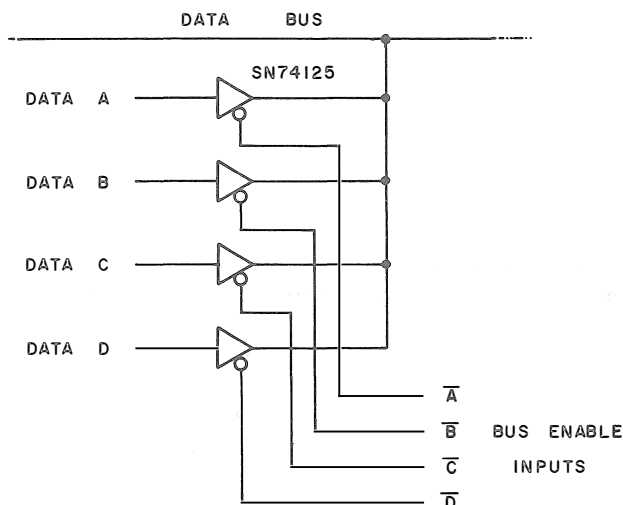 DATA BUS
SN74125
DATA A
DATA B
DATA C
DATA D
A̅
B̅ BUS ENABLE
C̅ INPUTS
D̅